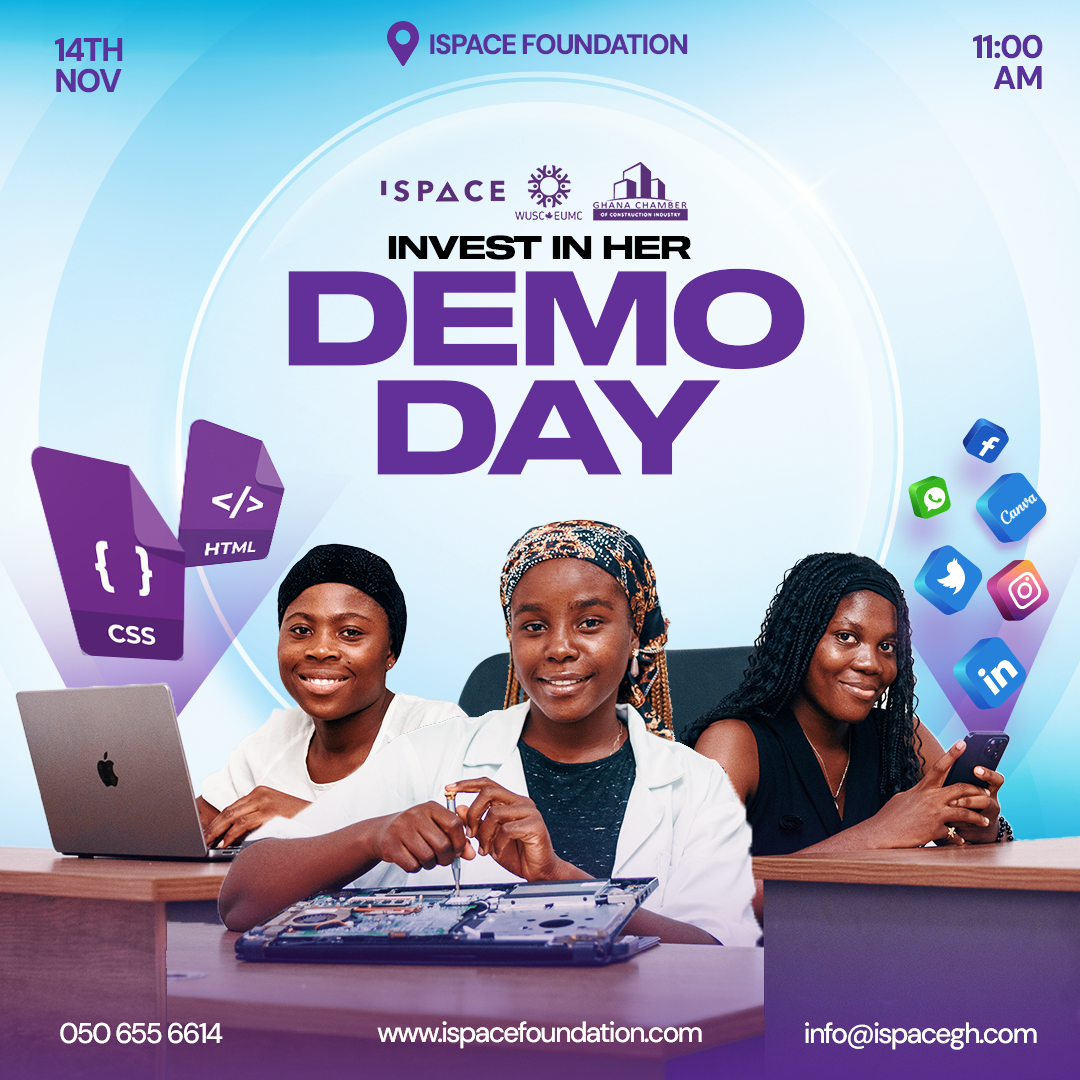 14TH
NOV
ISPACE FOUNDATION
11:00
AM
ISPACE
WUSC EUMC
GHANA CHAMBER
OF CONSTRUCTION INDUSTRY
INVEST IN HER
DEMO
DAY
</>
HTML
{ }
CSS
Canva
in
050 655 6614
www.ispacefoundation.com
info@ispacegh.com